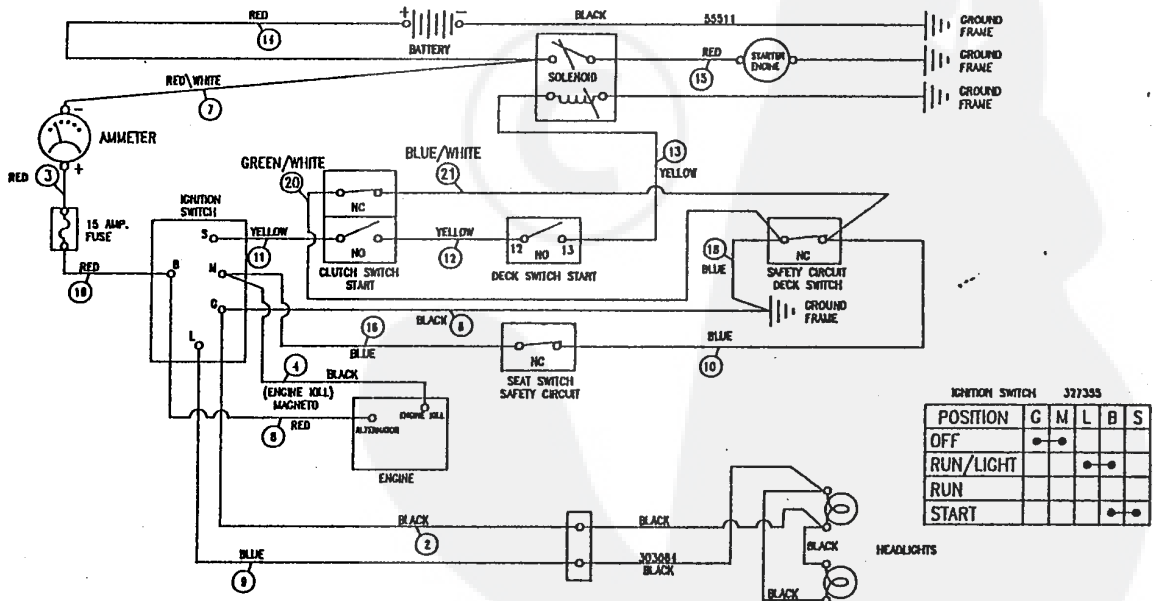 RED
14
+ −
BATTERY
BLACK
55511
GROUND
FRAME
RED\WHITE
7
SOLENOID
RED
15
STARTER
ENGINE
GROUND
FRAME
GROUND
FRAME
−
AMMETER
+
RED 3
15 AMP.
FUSE
RED
10
GREEN/WHITE
20
BLUE/WHITE
21
13
YELLOW
IGNITION
SWITCH
S
B
M
G
L
YELLOW
11
NC
NO
CLUTCH SWITCH
START
YELLOW
12
12 NO 13
DECK SWITCH START
18
BLUE
NC
SAFETY CIRCUIT
DECK SWITCH
GROUND
FRAME
BLACK
16
BLUE
NC
SEAT SWITCH
SAFETY CIRCUIT
BLUE
10
4
BLACK
(ENGINE KILL)
MAGNETO
RED
ENGINE KILL
ALTERNATOR
ENGINE
BLACK
2
BLACK
BLUE
9
303084
BLACK
BLACK
BLACK
HEADLIGHTS
IGNITION SWITCH 327355
POSITION G M L B S
OFF
RUN/LIGHT
RUN
START